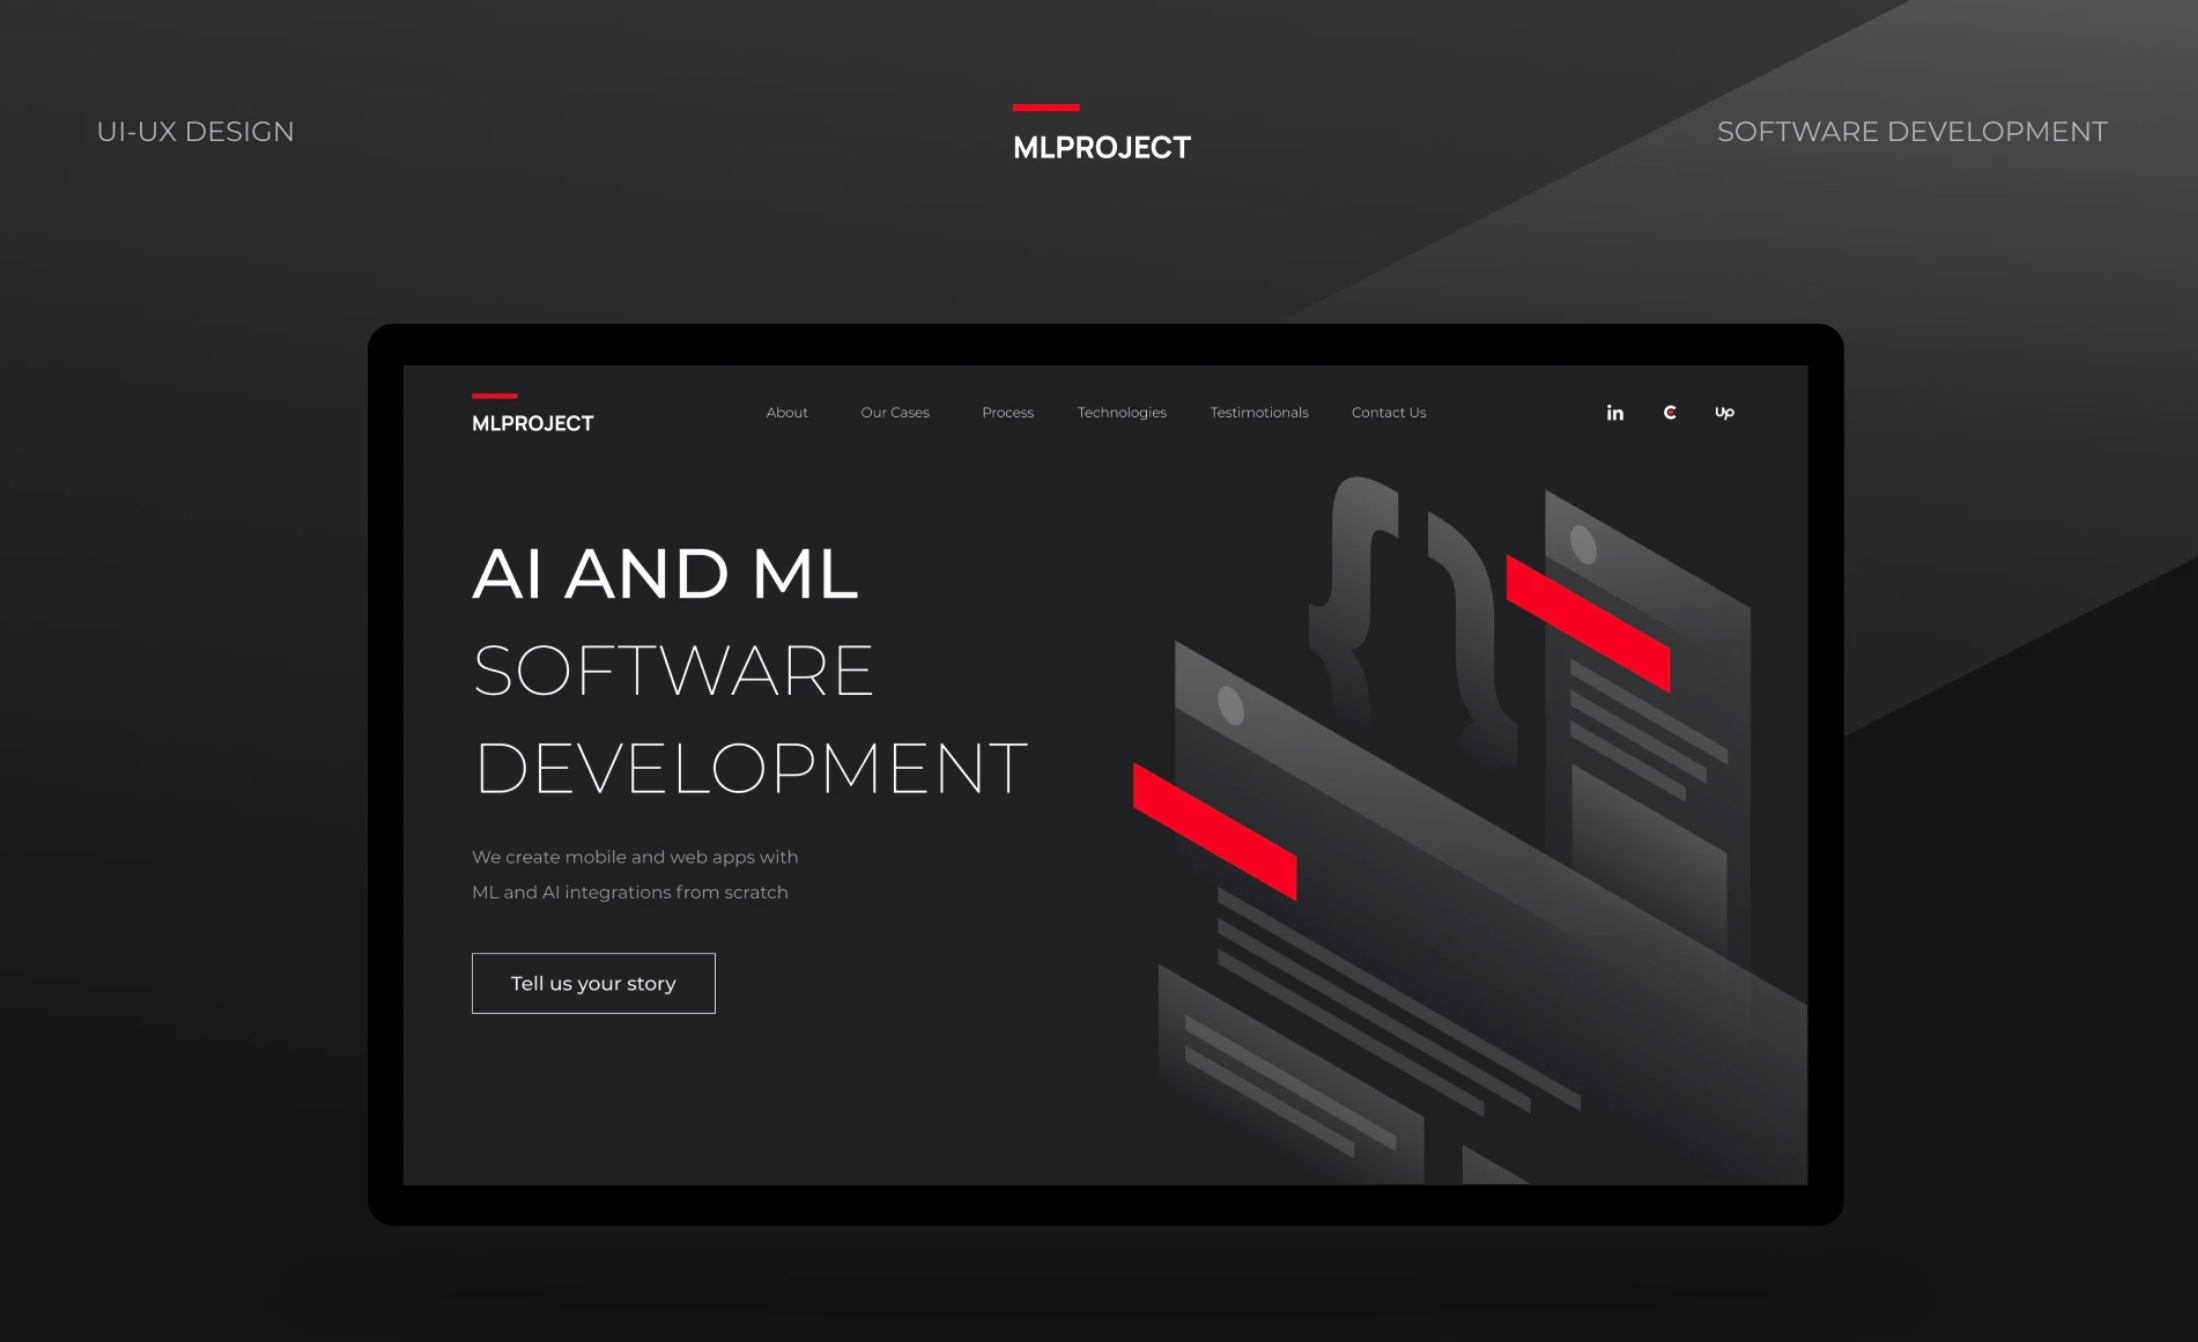 UI-UX DESIGN
MLPROJECT
SOFTWARE DEVELOPMENT
MLPROJECT
About
Our Cases
Process
Technologies
Testimotionals
Contact Us
in
C
Up
AI AND ML
SOFTWARE
DEVELOPMENT
We create mobile and web apps with
ML and AI integrations from scratch
Tell us your story